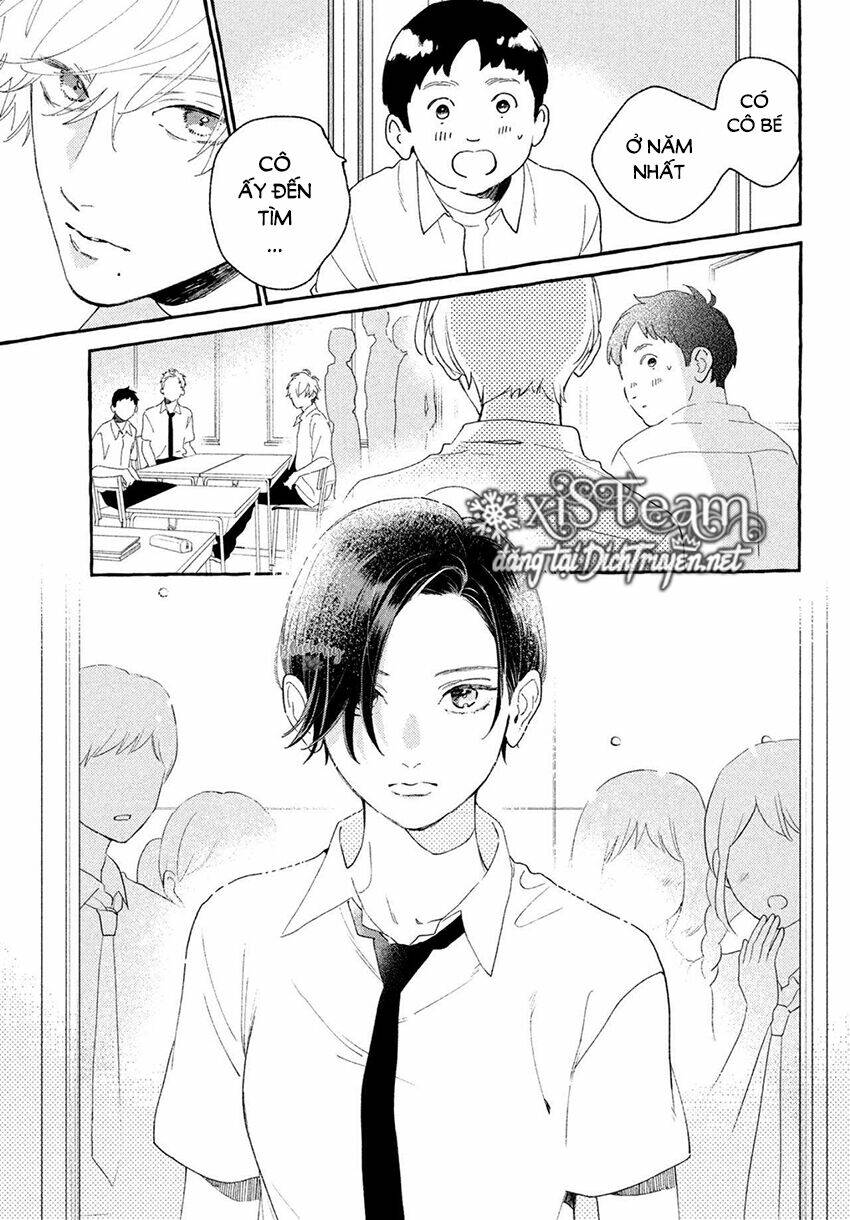 CÓ
CÔ BÉ
Ở NĂM
NHẤT
CÔ
ẤY ĐẾN
TÌM
...
xiSTeam
đăng tại DichTruyen.net